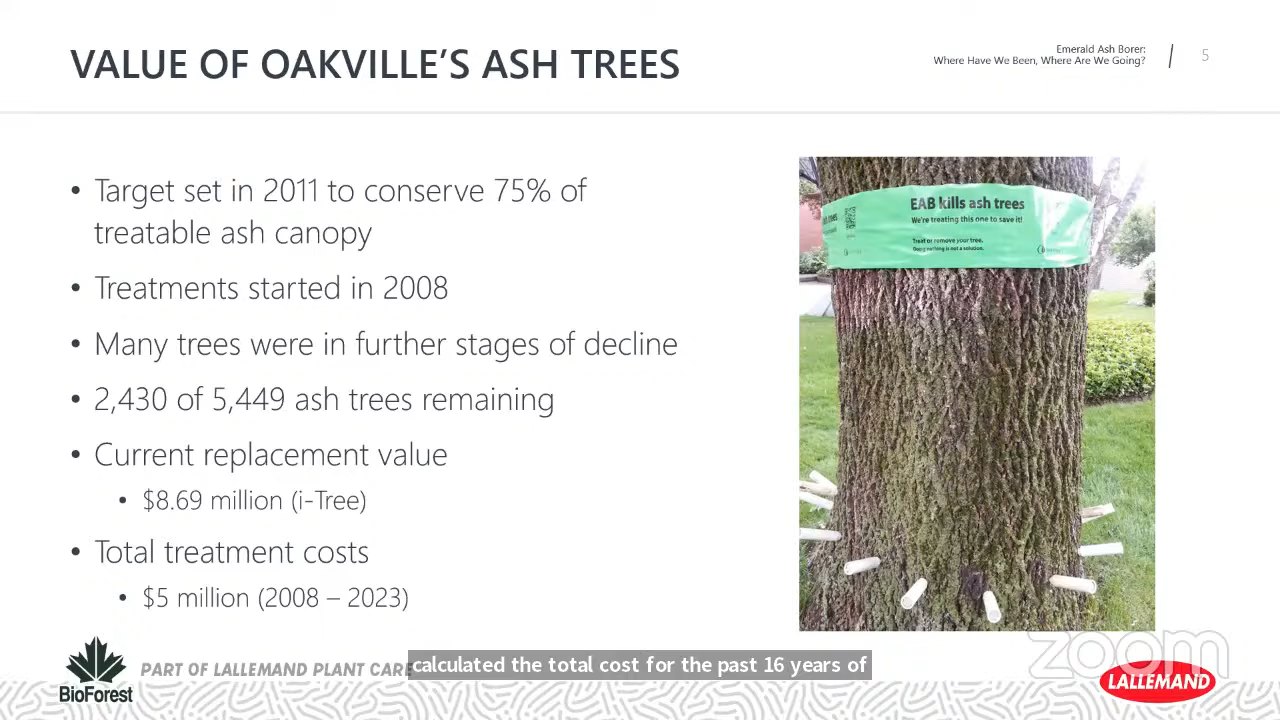 VALUE OF OAKVILLE'S ASH TREES
Emerald Ash Borer:
Where Have We Been, Where Are We Going?
5
• Target set in 2011 to conserve 75% of
treatable ash canopy
• Treatments started in 2008
• Many trees were in further stages of decline
• 2,430 of 5,449 ash trees remaining
• Current replacement value
• $8.69 million (i-Tree)
• Total treatment costs
• $5 million (2008 – 2023)
EAB kills ash trees
We're treating this one to save it!
Treat or remove your tree.
Doing nothing is not a solution.
BioForest
PART OF LALLEMAND PLANT CARE
calculated the total cost for the past 16 years of
zoom
LALLEMAND